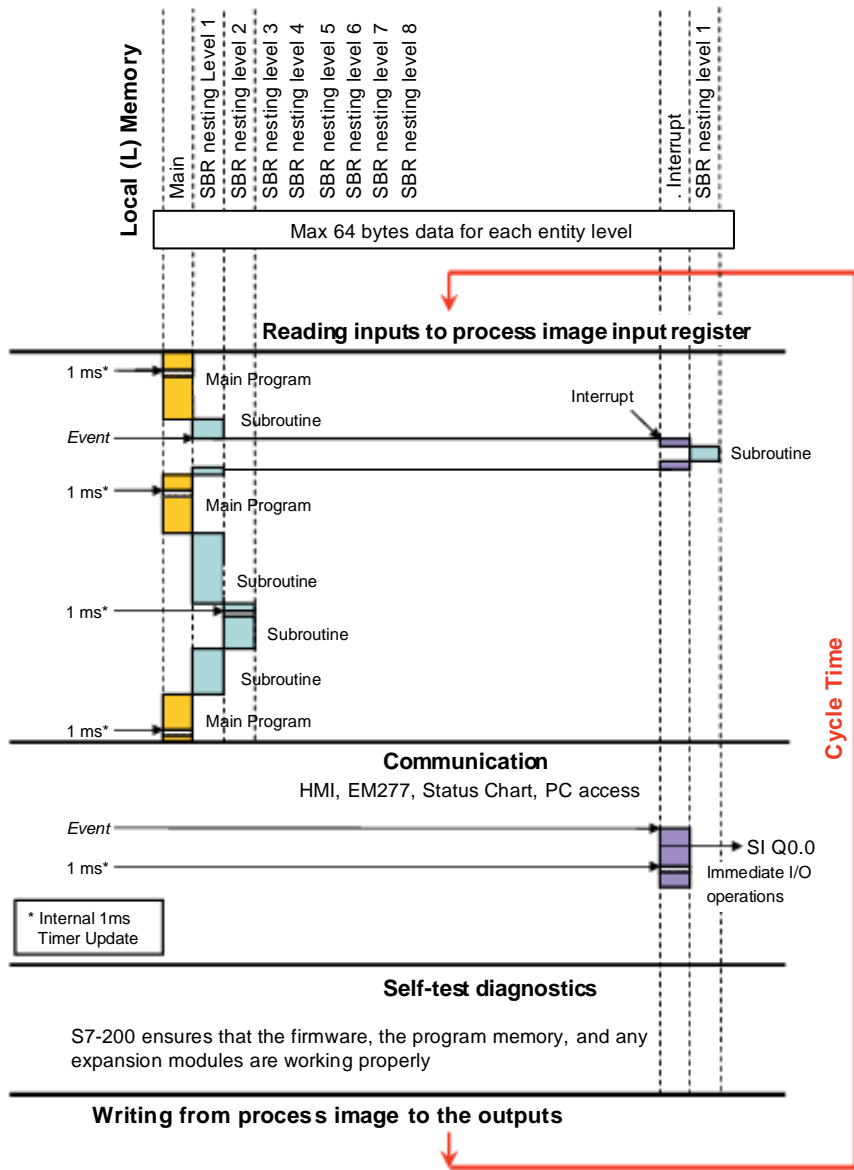 Local (L) Memory
Main
SBR nesting Level 1
SBR nesting level 2
SBR nesting level 3
SBR nesting level 4
SBR nesting level 5
SBR nesting level 6
SBR nesting level 7
SBR nesting level 8
. Interrupt
SBR nesting level 1
Max 64 bytes data for each entity level
Reading inputs to process image input register
1 ms*
Main Program
Subroutine
Interrupt
Event
Subroutine
1 ms*
Main Program
Subroutine
1 ms*
Subroutine
Subroutine
Main Program
1 ms*
Cycle Time
Communication
HMI, EM277, Status Chart, PC access
Event
SI Q0.0
1 ms*
Immediate I/O
operations
* Internal 1ms
Timer Update
Self-test diagnostics
S7-200 ensures that the firmware, the program memory, and any
expansion modules are working properly
Writing from process image to the outputs